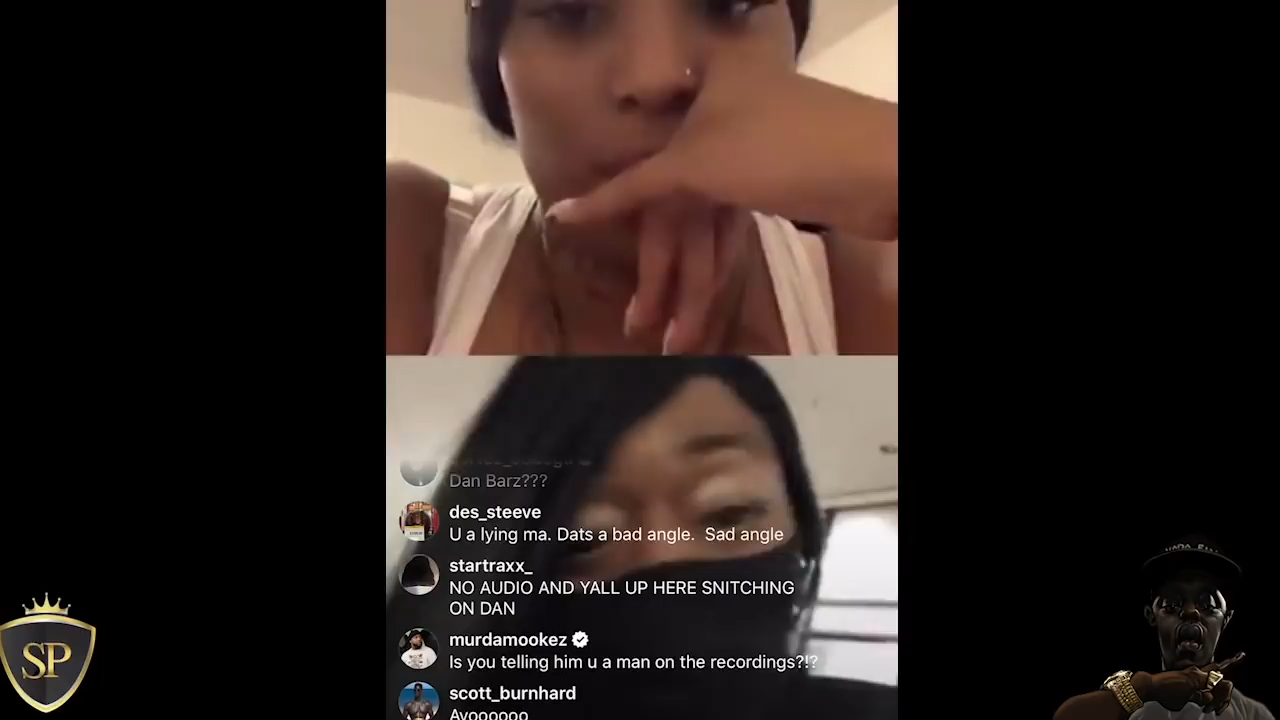 Dan Barz???
des_steeve
U a lying ma. Dats a bad angle.  Sad angle
startraxx_
NO AUDIO AND YALL UP HERE SNITCHING
ON DAN
murdamookez
Is you telling him u a man on the recordings?!?
scott_burnhard
Ayoooooo
SP